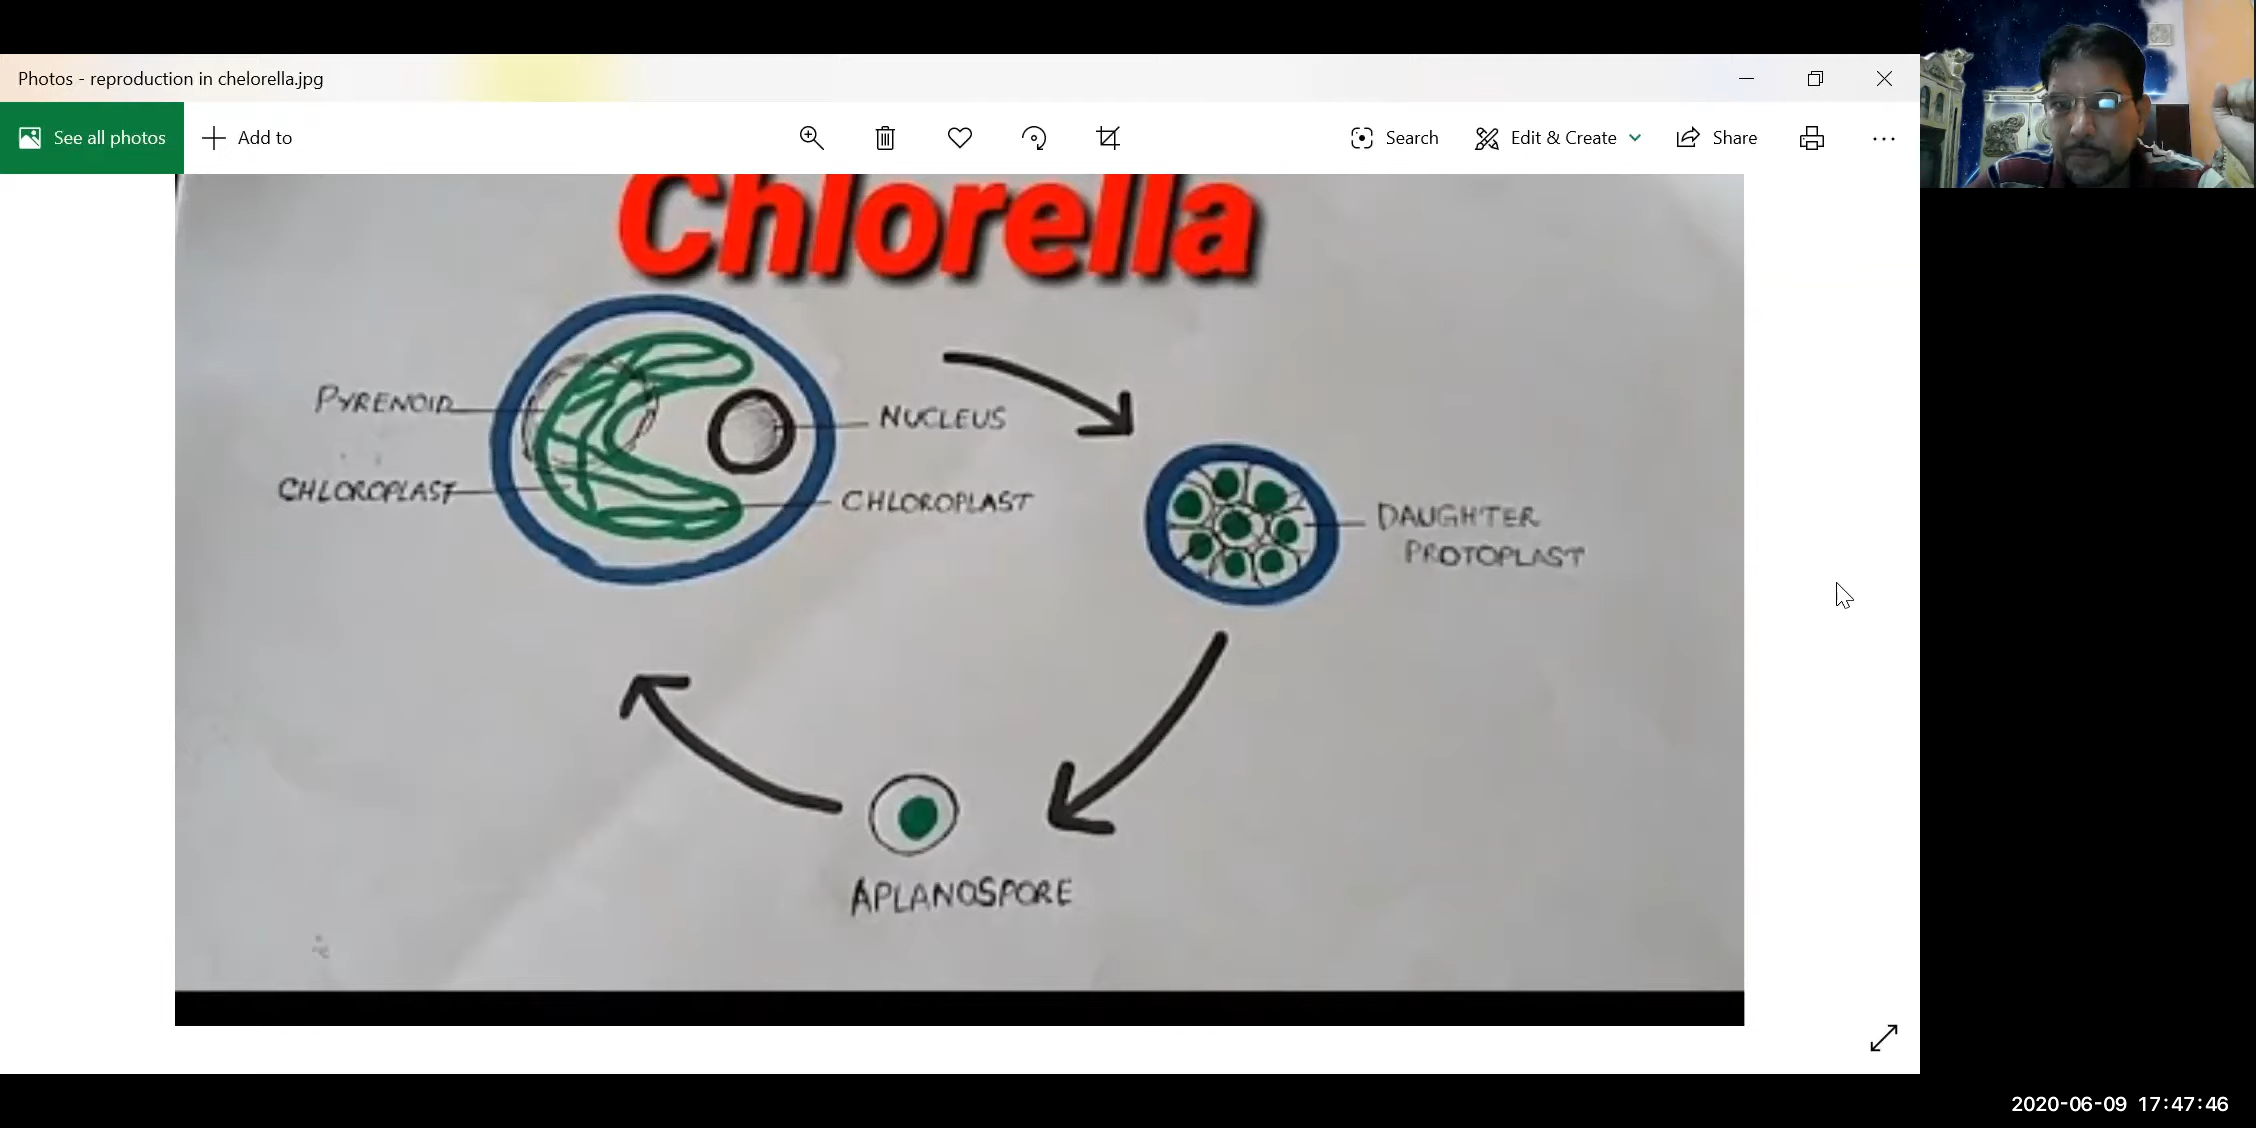 Photos - reproduction in chelorella.jpg
See all photos
Add to
Search
Edit & Create
Share
Chlorella
PYRENOID
NUCLEUS
CHLOROPLAST
CHLOROPLAST
DAUGHTER
PROTOPLAST
APLANOSPORE
2020-06-09 17:47:46